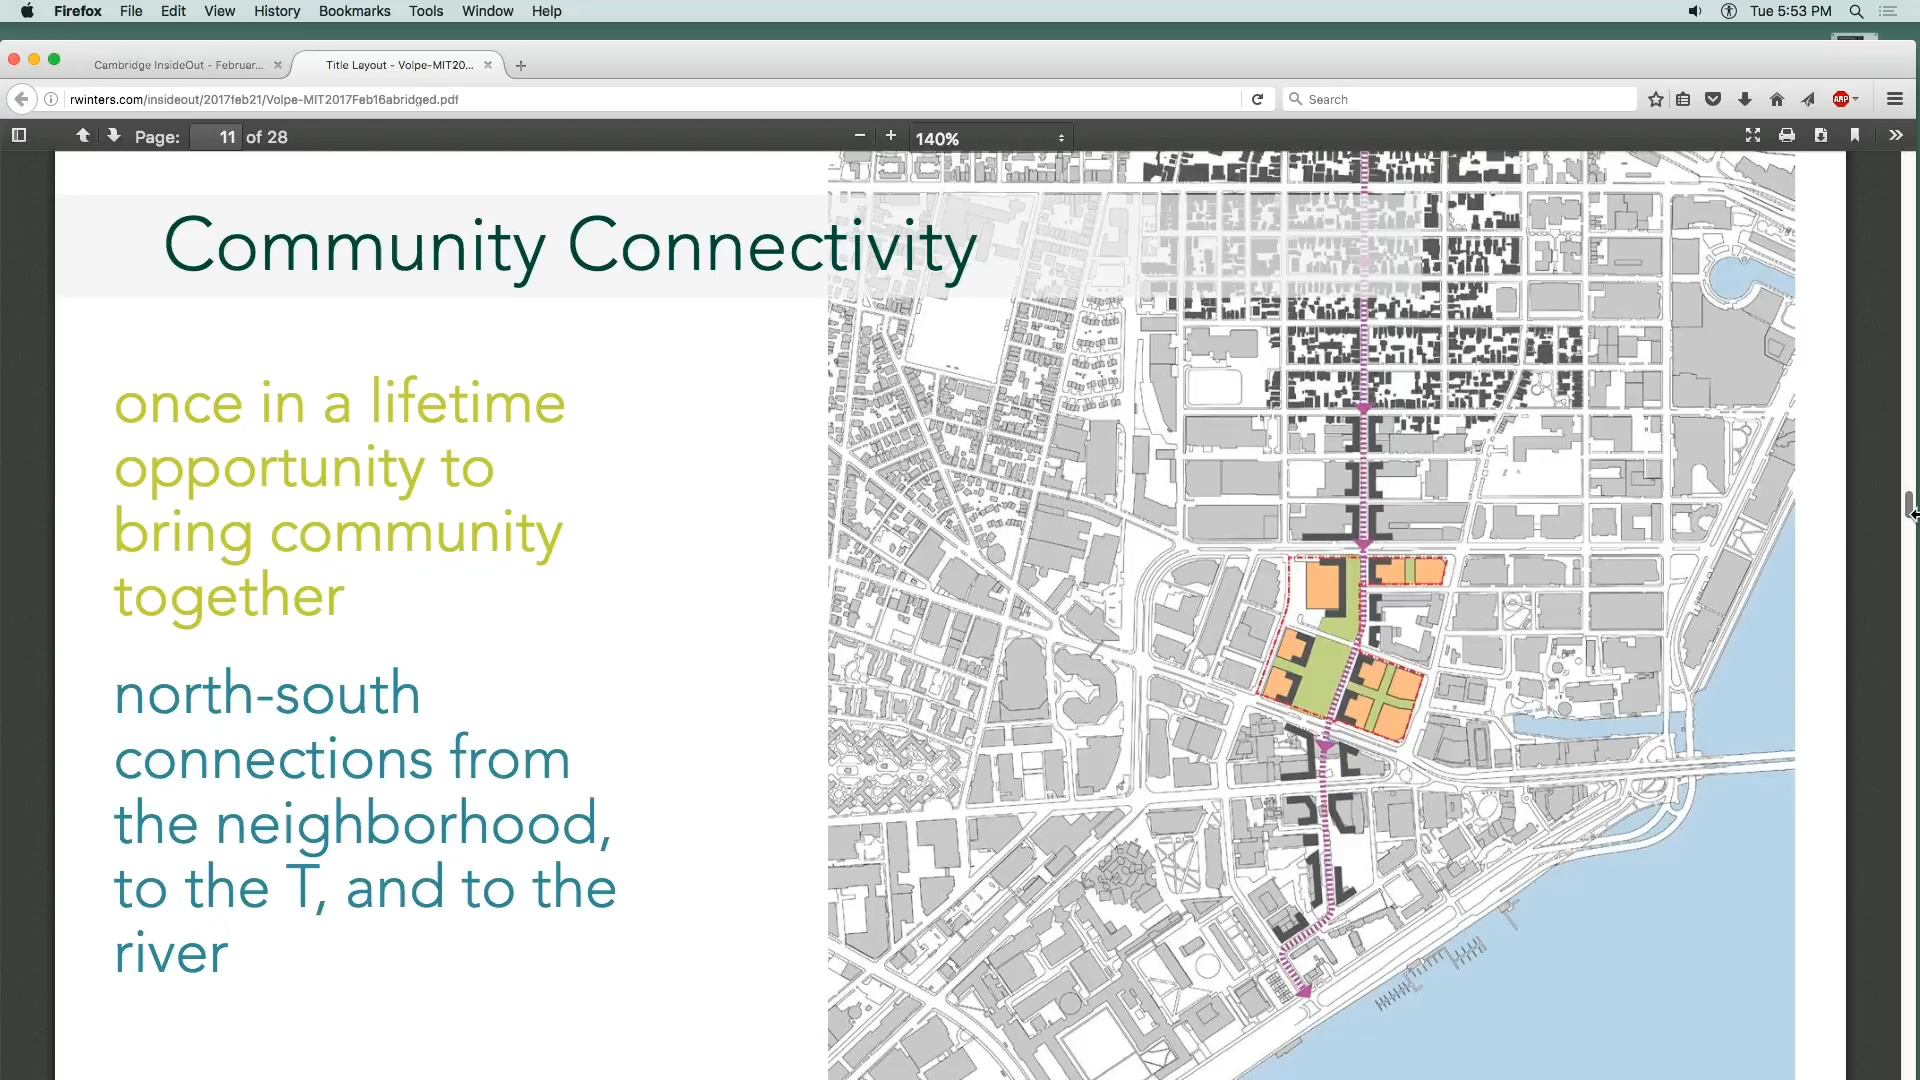 Firefox File Edit View History Bookmarks Tools Window Help Tue 5:53 PM
Cambridge InsideOut - Februar... Title Layout - Volpe-MIT20...
rwinters.com/insideout/2017feb21/Volpe-MIT2017Feb16abridged.pdf Search ABP
Page: 11 of 28 140%
Community Connectivity
once in a lifetime
opportunity to
bring community
together
north-south
connections from
the neighborhood,
to the T, and to the
river